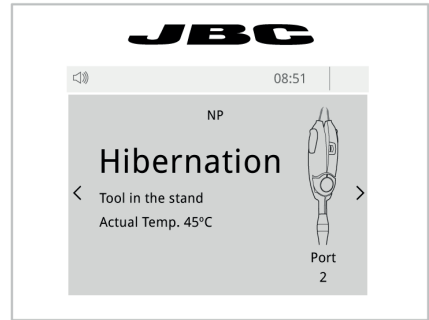 JBC
08:51
NP
Hibernation
Tool in the stand
Actual Temp. 45ºC
Port
2